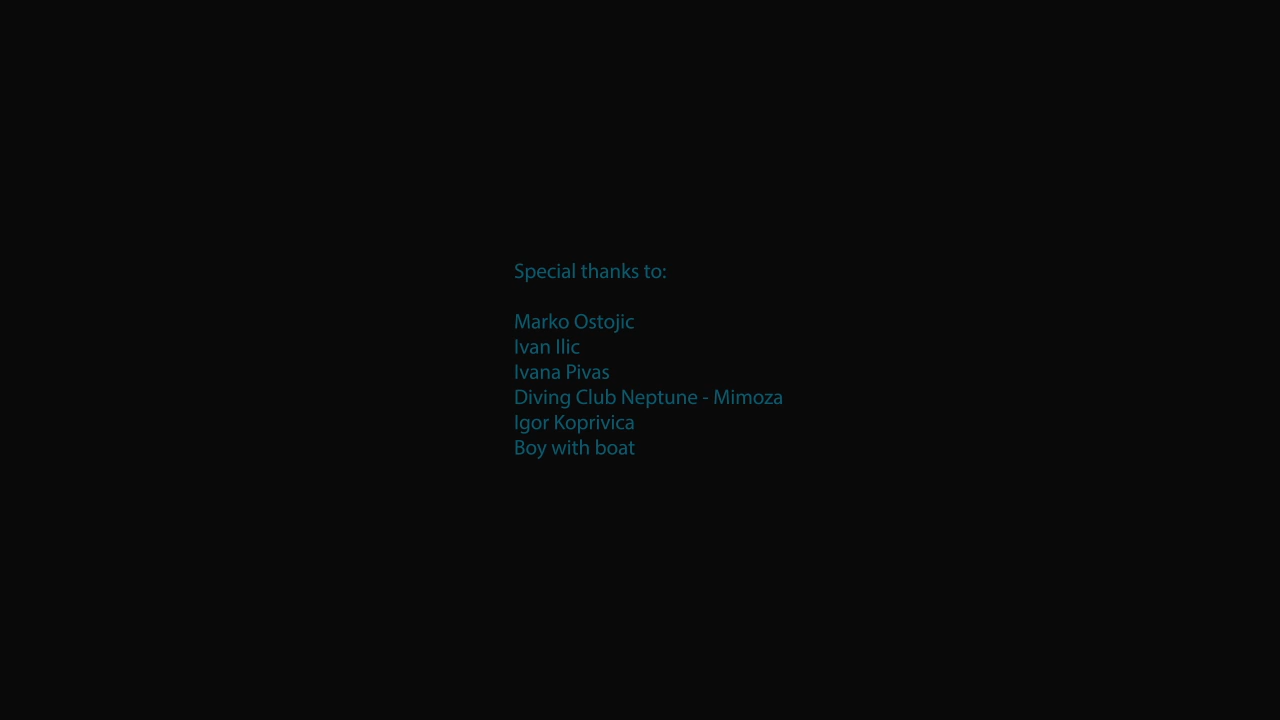 Special thanks to:
Marko Ostojic
Ivan Ilic
Ivana Pivas
Diving Club Neptune - Mimoza
Igor Koprivica
Boy with boat